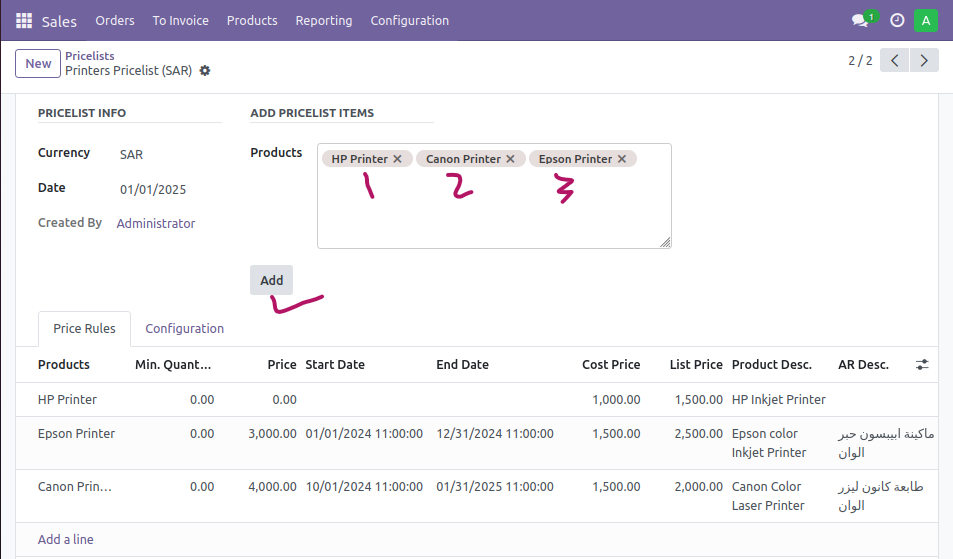 Sales Orders To Invoice Products Reporting Configuration 1 A
New Pricelists
Printers Pricelist (SAR) 2 / 2
PRICELIST INFO ADD PRICELIST ITEMS
Currency SAR Products HP Printer × Canon Printer × Epson Printer ×
1 2 3
Date 01/01/2025
Created By Administrator
Add
Price Rules Configuration
Products Min. Quant... Price Start Date End Date Cost Price List Price Product Desc. AR Desc.
HP Printer 0.00 0.00 1,000.00 1,500.00 HP Inkjet Printer
Epson Printer 0.00 3,000.00 01/01/2024 11:00:00 12/31/2024 11:00:00 1,500.00 2,500.00 Epson color ماكينة ايبسون حبر
Inkjet Printer الوان
Canon Prin... 0.00 4,000.00 10/01/2024 11:00:00 01/31/2025 11:00:00 1,500.00 2,000.00 Canon Color طابعة كانون ليزر
Laser Printer الوان
Add a line